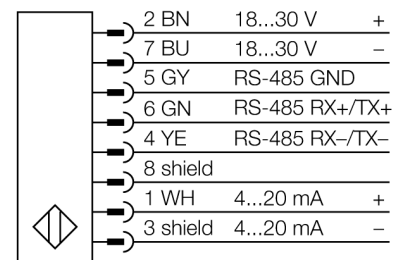 2 BN 18...30 V +
7 BU 18...30 V –
5 GY RS-485 GND
6 GN RS-485 RX+/TX+
4 YE RS-485 RX–/TX–
8 shield
1 WH 4...20 mA +
3 shield 4...20 mA –